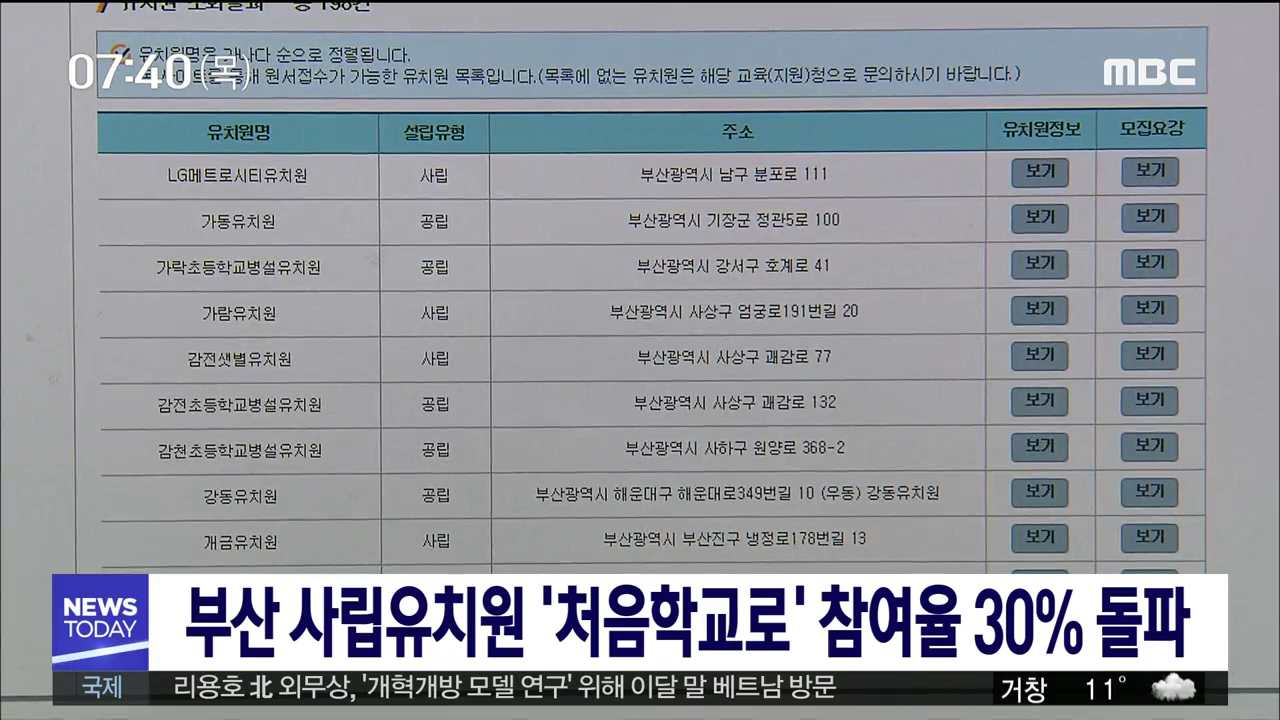 총 198건
유치원명은 가나다 순으로 정렬됩니다.
07:40(목)
원서접수가 가능한 유치원 목록입니다.(목록에 없는 유치원은 해당 교육(지원)청으로 문의하시기 바랍니다.)
MBC
유치원명 설립유형 주소 유치원정보 모집요강
LG메트로시티유치원 사립 부산광역시 남구 분포로 111 보기 보기
가동유치원 공립 부산광역시 기장군 정관5로 100 보기 보기
가락초등학교병설유치원 공립 부산광역시 강서구 호계로 41 보기 보기
가람유치원 사립 부산광역시 사상구 엄궁로191번길 20 보기 보기
감전샛별유치원 사립 부산광역시 사상구 괘감로 77 보기 보기
감전초등학교병설유치원 공립 부산광역시 사상구 괘감로 132 보기 보기
감천초등학교병설유치원 공립 부산광역시 사하구 원양로 368-2 보기 보기
강동유치원 공립 부산광역시 해운대구 해운대로349번길 10 (우동) 강동유치원 보기 보기
개금유치원 사립 부산광역시 부산진구 냉정로178번길 13 보기 보기
NEWS
TODAY
부산 사립유치원 '처음학교로' 참여율 30% 돌파
국제 리용호 北 외무상, '개혁개방 모델 연구' 위해 이달 말 베트남 방문
거창 11°